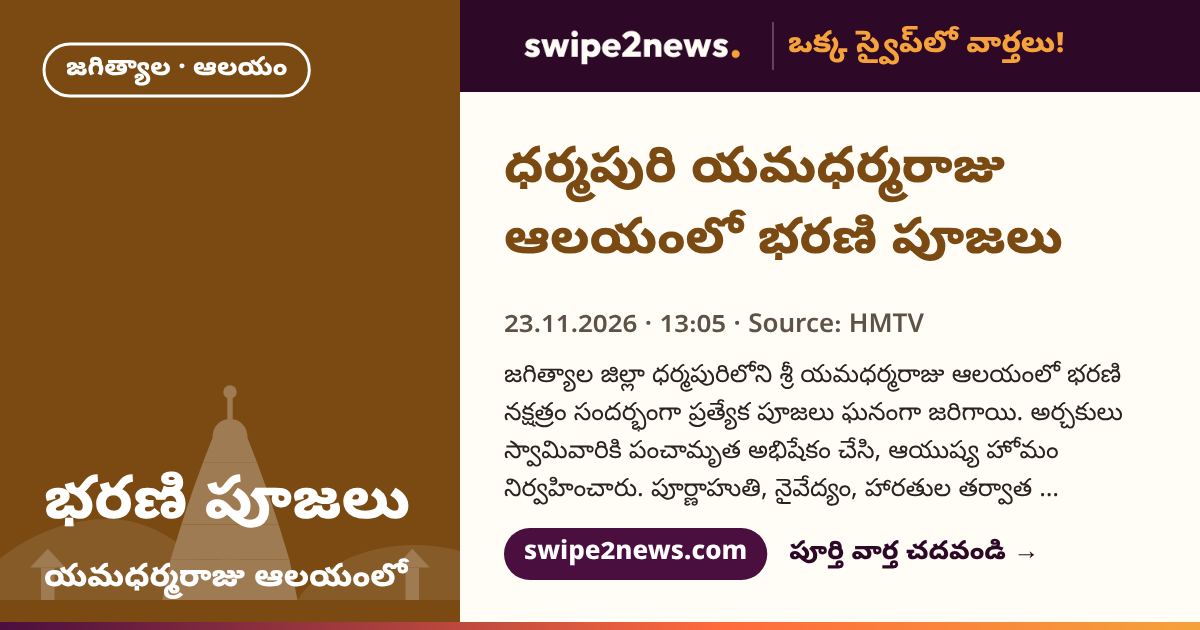 జగిత్యాల · ఆలయం
భరణి పూజలు
యమధర్మరాజు ఆలయంలో
swipe2news. ఒక్క స్వైప్‌లో వార్తలు!
ధర్మపురి యమధర్మరాజు
ఆలయంలో భరణి పూజలు
23.11.2026 · 13:05 · Source: HMTV
జగిత్యాల జిల్లా ధర్మపురిలోని శ్రీ యమధర్మరాజు ఆలయంలో భరణి
నక్షత్రం సందర్భంగా ప్రత్యేక పూజలు ఘనంగా జరిగాయి. అర్చకులు
స్వామివారికి పంచామృత అభిషేకం చేసి, ఆయుష్య హోమం
నిర్వహించారు. పూర్ణాహుతి, నైవేద్యం, హారతుల తర్వాత ...
swipe2news.com పూర్తి వార్త చదవండి →